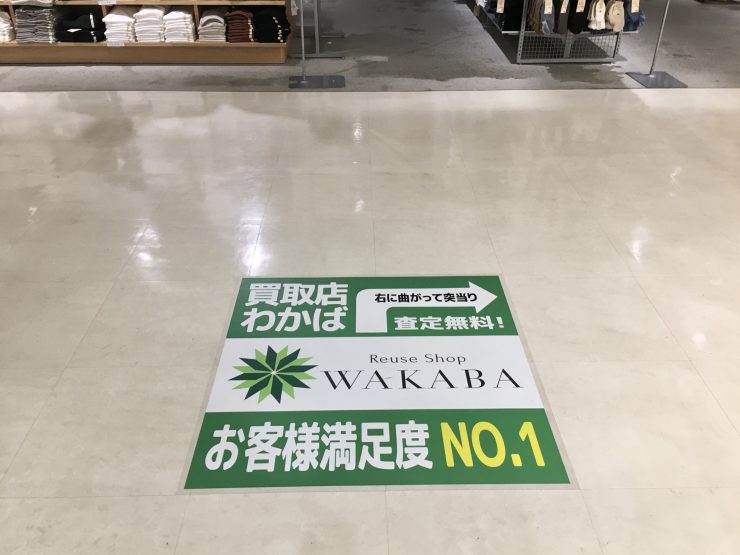 買取店
わかば
右に曲がって突当り
査定無料!
Reuse Shop
WAKABA
お客様満足度 NO.1